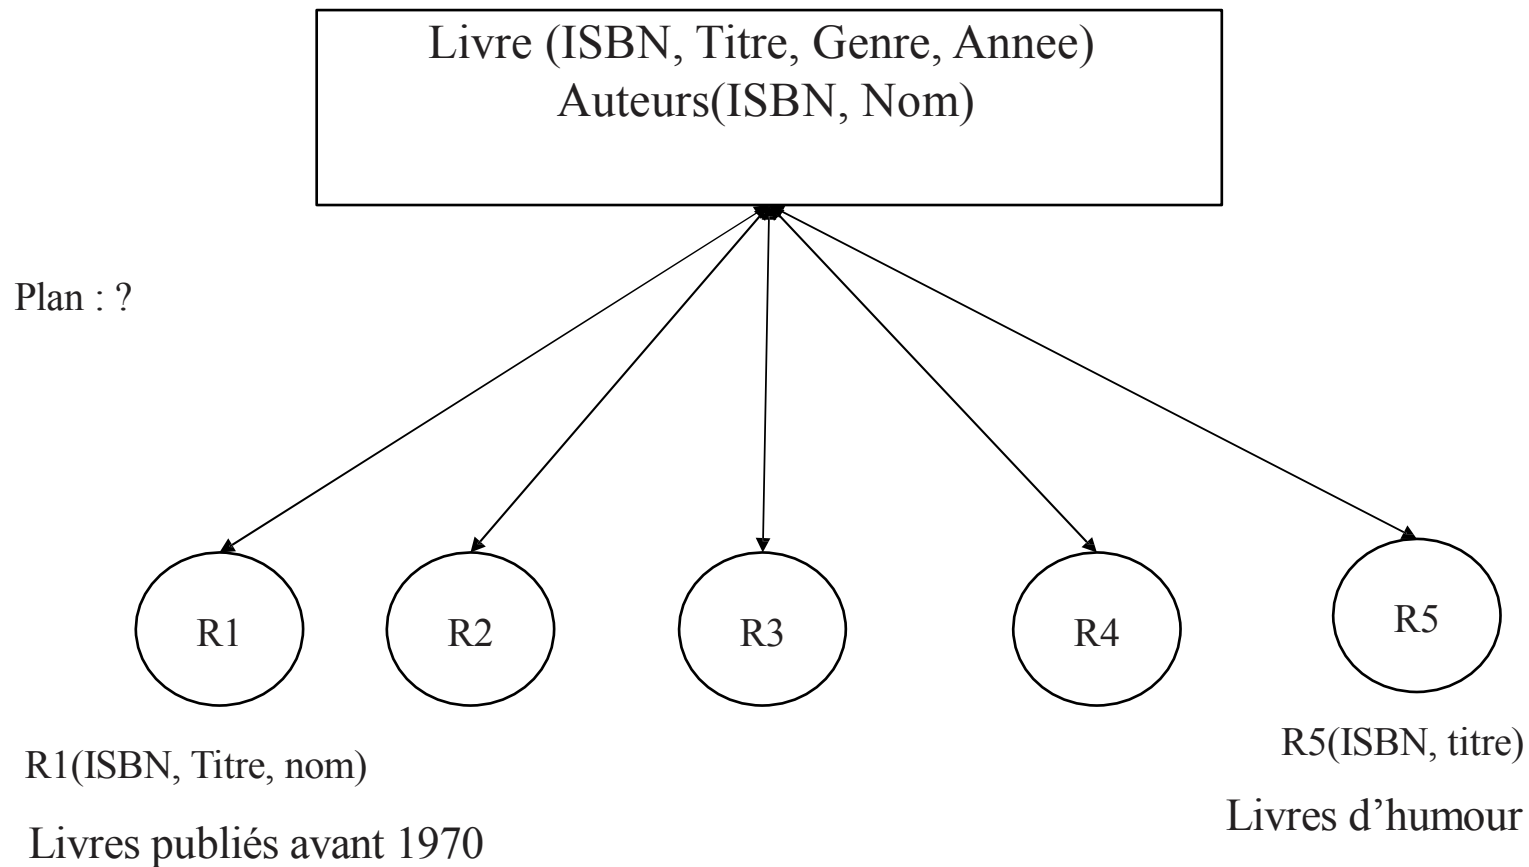 Livre (ISBN, Titre, Genre, Annee)
Auteurs(ISBN, Nom)
Plan : ?
R1
R2
R3
R4
R5
R1(ISBN, Titre, nom)
Livres publiés avant 1970
R5(ISBN, titre)
Livres d’humour